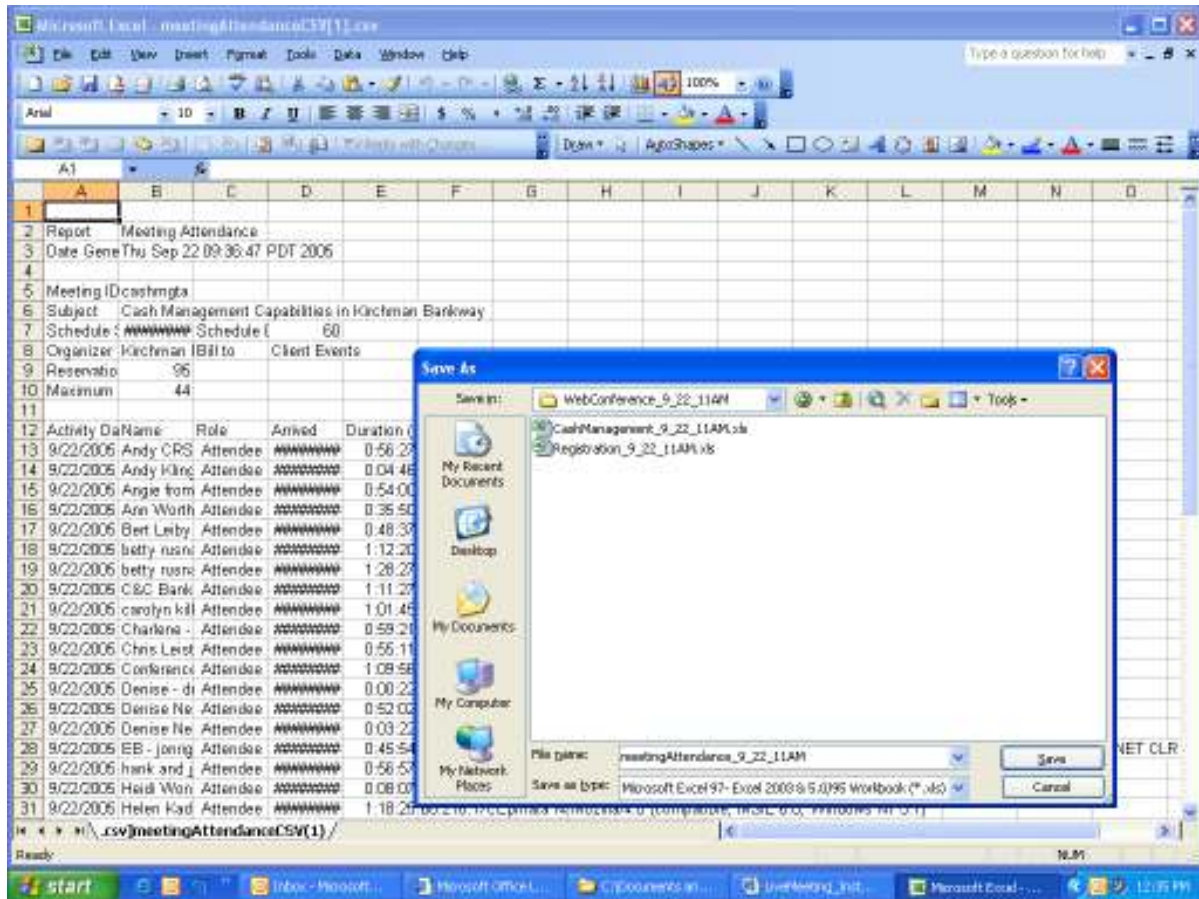 Microsoft Excel - meetingAttendanceCSV[1].csv
File Edit View Insert Format Tools Data Window Help
Type a question for help
100%
Arial 10 B I U $ %
Reply with Changes...
Draw AutoShapes
A1
A B C D E F G H I J K L M N O
1
2 Report Meeting Attendance
3 Date Gene Thu Sep 22 09:36:47 PDT 2005
4
5 Meeting ID cashmgta
6 Subject Cash Management Capabilities in Kirchman Bankway
7 Schedule S ######## Schedule 60
8 Organizer Kirchman Bill to Client Events
9 Reservatio 95
10 Maximum 44
11
12 Activity Da Name Role Arrived Duration (
13 9/22/2005 Andy CRS Attendee ######## 0:56:27
14 9/22/2005 Andy Kling Attendee ######## 0:04:46
15 9/22/2005 Angie from Attendee ######## 0:54:00
16 9/22/2005 Ann Worth Attendee ######## 0:35:50
17 9/22/2005 Bert Leiby Attendee ######## 0:48:37
18 9/22/2005 betty rusna Attendee ######## 1:12:20
19 9/22/2005 betty rusna Attendee ######## 1:28:27
20 9/22/2005 C&C Bank Attendee ######## 1:11:27
21 9/22/2005 carolyn kill Attendee ######## 1:01:45
22 9/22/2005 Charlene - Attendee ######## 0:59:21
23 9/22/2005 Chris Leist Attendee ######## 0:55:11
24 9/22/2005 Conference Attendee ######## 1:09:56
25 9/22/2005 Denise - di Attendee ######## 0:00:22
26 9/22/2005 Denise Ne Attendee ######## 0:52:02
27 9/22/2005 Denise Ne Attendee ######## 0:03:22
28 9/22/2005 EB - jonrig Attendee ######## 0:45:54 NET CLR
29 9/22/2005 hank and j Attendee ######## 0:56:57
30 9/22/2005 Heidi Won Attendee ######## 0:08:07
31 9/22/2005 Helen Kad Attendee ######## 1:18:25
Save As
Save in: WebConference_9_22_11AM Tools
CashManagement_9_22_11AM.xls
Registration_9_22_11AM.xls
My Recent Documents
Desktop
My Documents
My Computer
My Network Places
File name: meetingAttendance_9_22_11AM
Save
Save as type: Microsoft Excel 97- Excel 2003 & 5.0/95 Workbook (*.xls)
Cancel
.csv]meetingAttendanceCSV(1)
Ready NUM
start Inbox - Microsoft... Microsoft Office L... C:\Documents an... LiveMeeting_Inst... Microsoft Excel - ... 12:05 PM